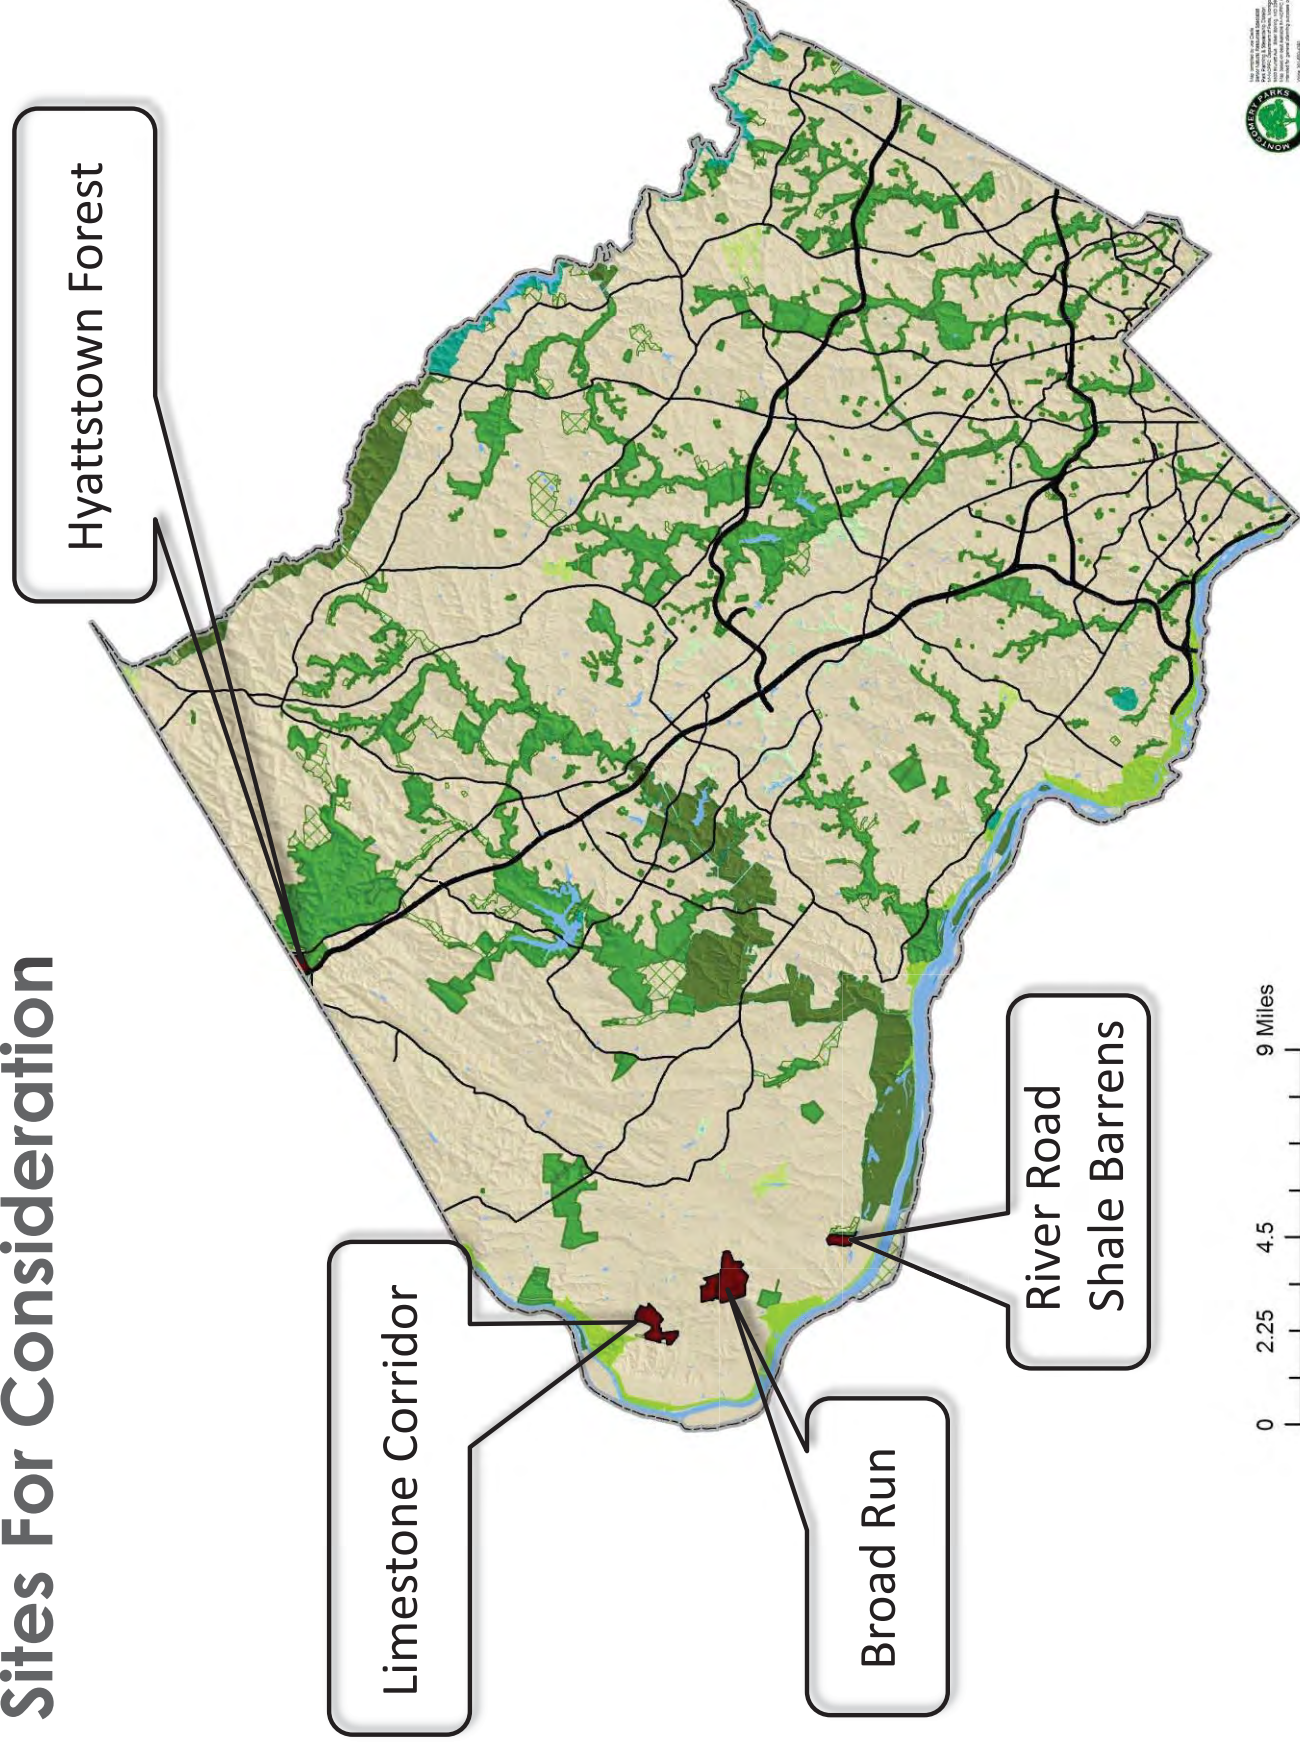 Sites For Consideration
Hyattstown Forest
Limestone Corridor
Broad Run
River Road
Shale Barrens
0 2.25 4.5 9 Miles
MONTGOMERY PARKS